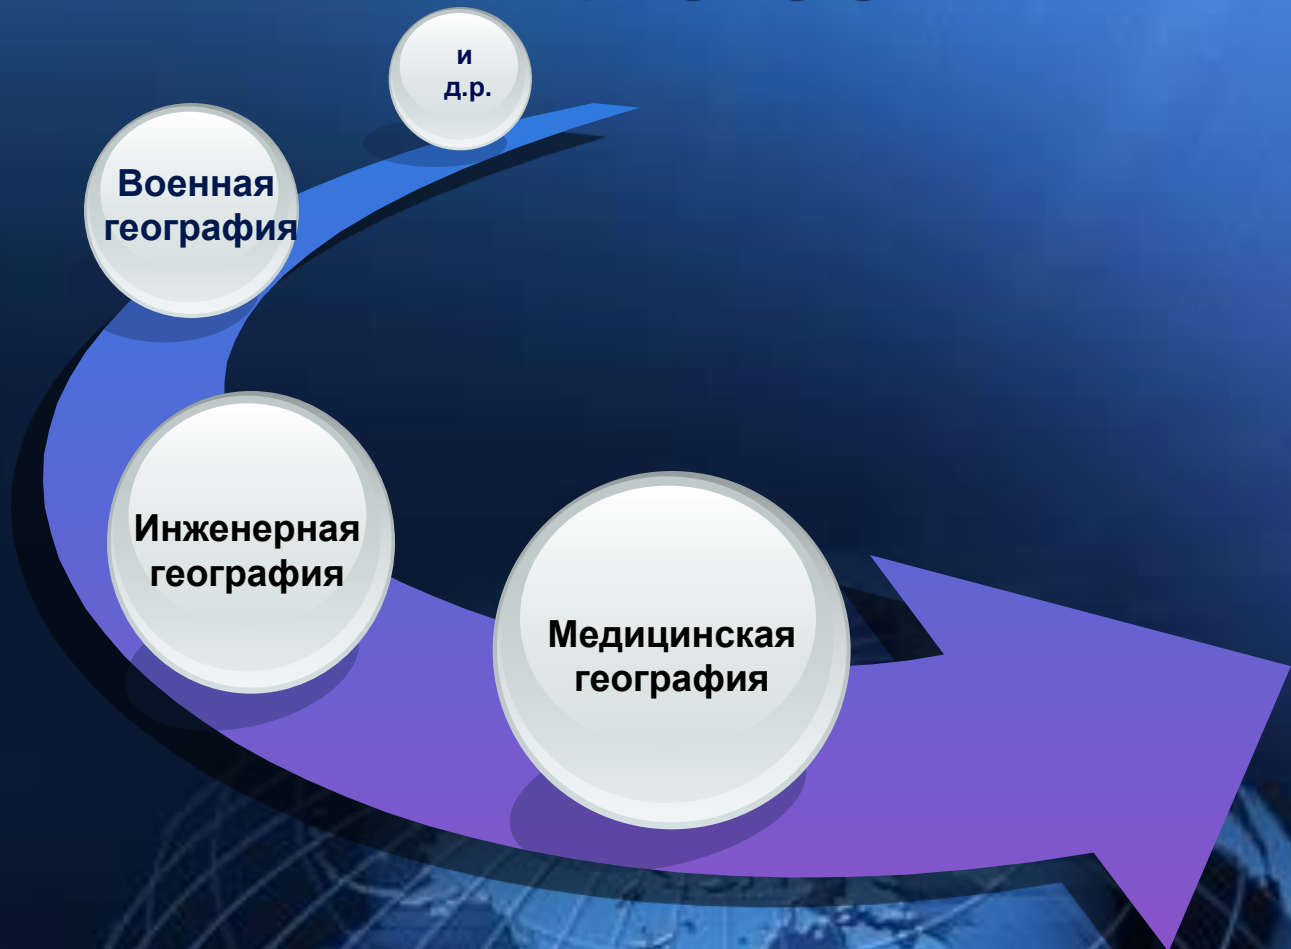 и
д.р.
Военная
география
Инженерная
география
Медицинская
география